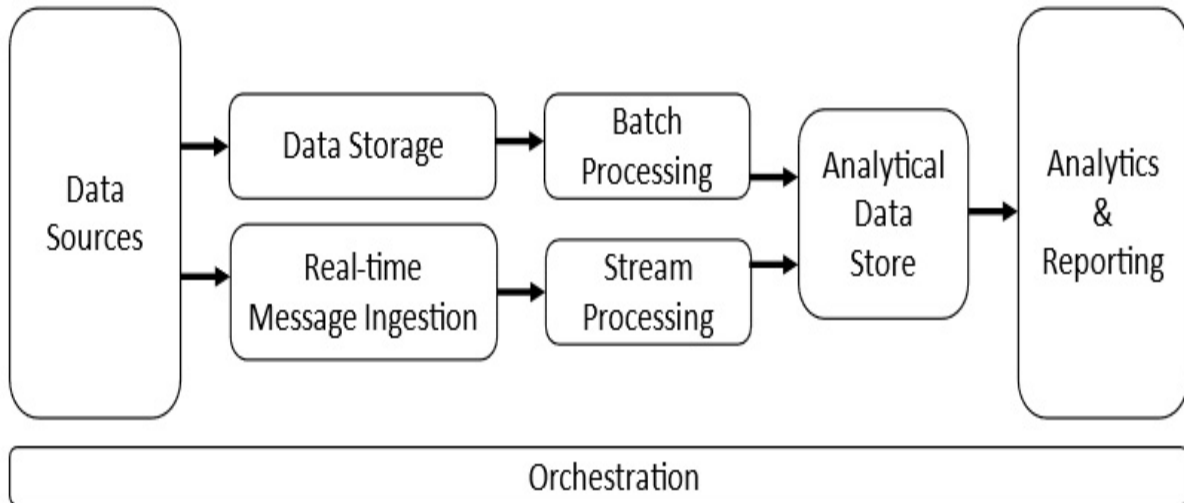 Data
Sources
Data Storage
Real-time
Message Ingestion
Batch
Processing
Stream
Processing
Analytical
Data
Store
Analytics
&
Reporting
Orchestration